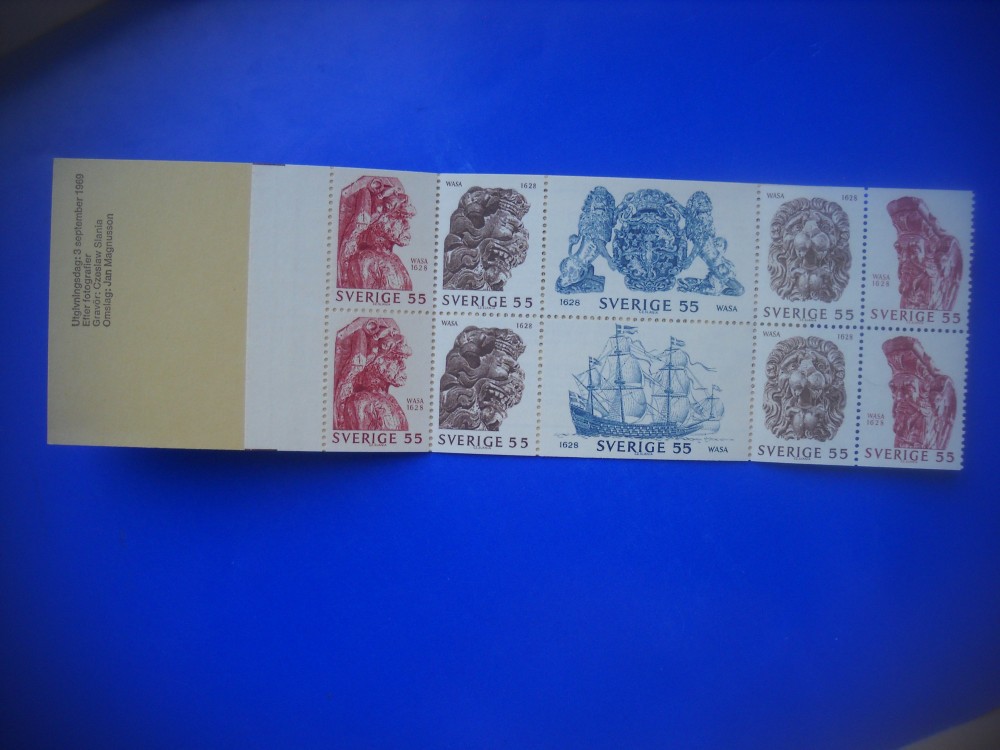 Utgivningsdag: 3 september 1969
Efter fotografier
Gravör: Czeslaw Slania
Omslag: Jan Magnusson
WASA
1628
SVERIGE 55
WASA 1628
SVERIGE 55
1628 SVERIGE 55 WASA
WASA 1628
SVERIGE 55
WASA
1628
SVERIGE 55
WASA
1628
SVERIGE 55
WASA 1628
SVERIGE 55
1628 SVERIGE 55 WASA
WASA 1628
SVERIGE 55
WASA
1628
SVERIGE 55